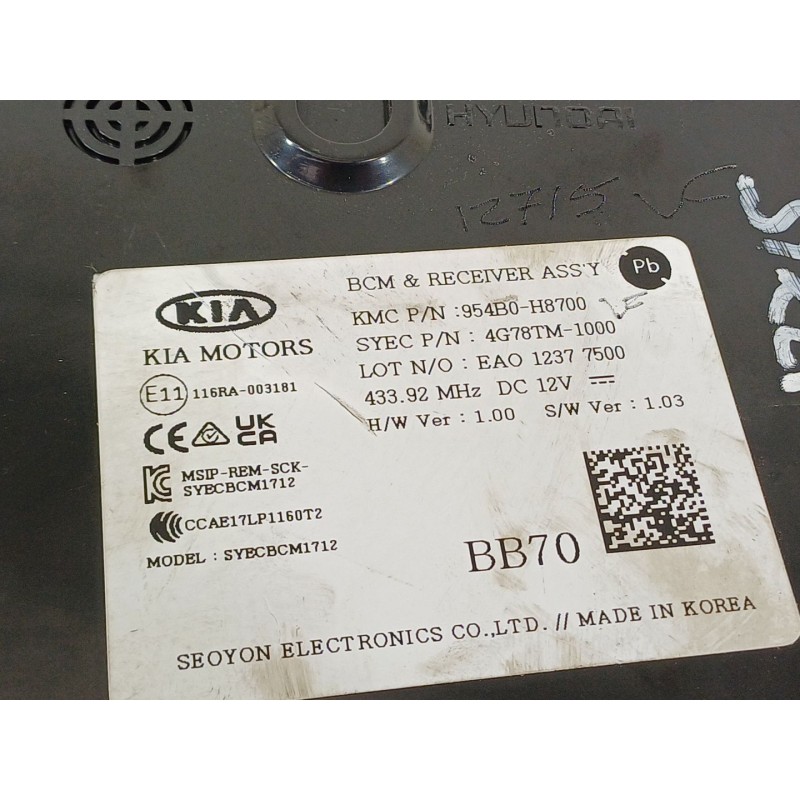 HYUNDAI
12715
BCM & RECEIVER ASS'Y
Pb
KIA
KMC P/N :954B0-H8700
KIA MOTORS
SYEC P/N : 4G78TM-1000
LOT N/O : EAO 1237 7500
E11 116RA-003181
433.92 MHz DC 12V
H/W Ver : 1.00 S/W Ver : 1.03
CE UK CA
MSIP-REM-SCK-
SYECBCM1712
CCAE17LP1160T2
MODEL : SYECBCM1712
BB70
SEOYON ELECTRONICS CO.,LTD. // MADE IN KOREA